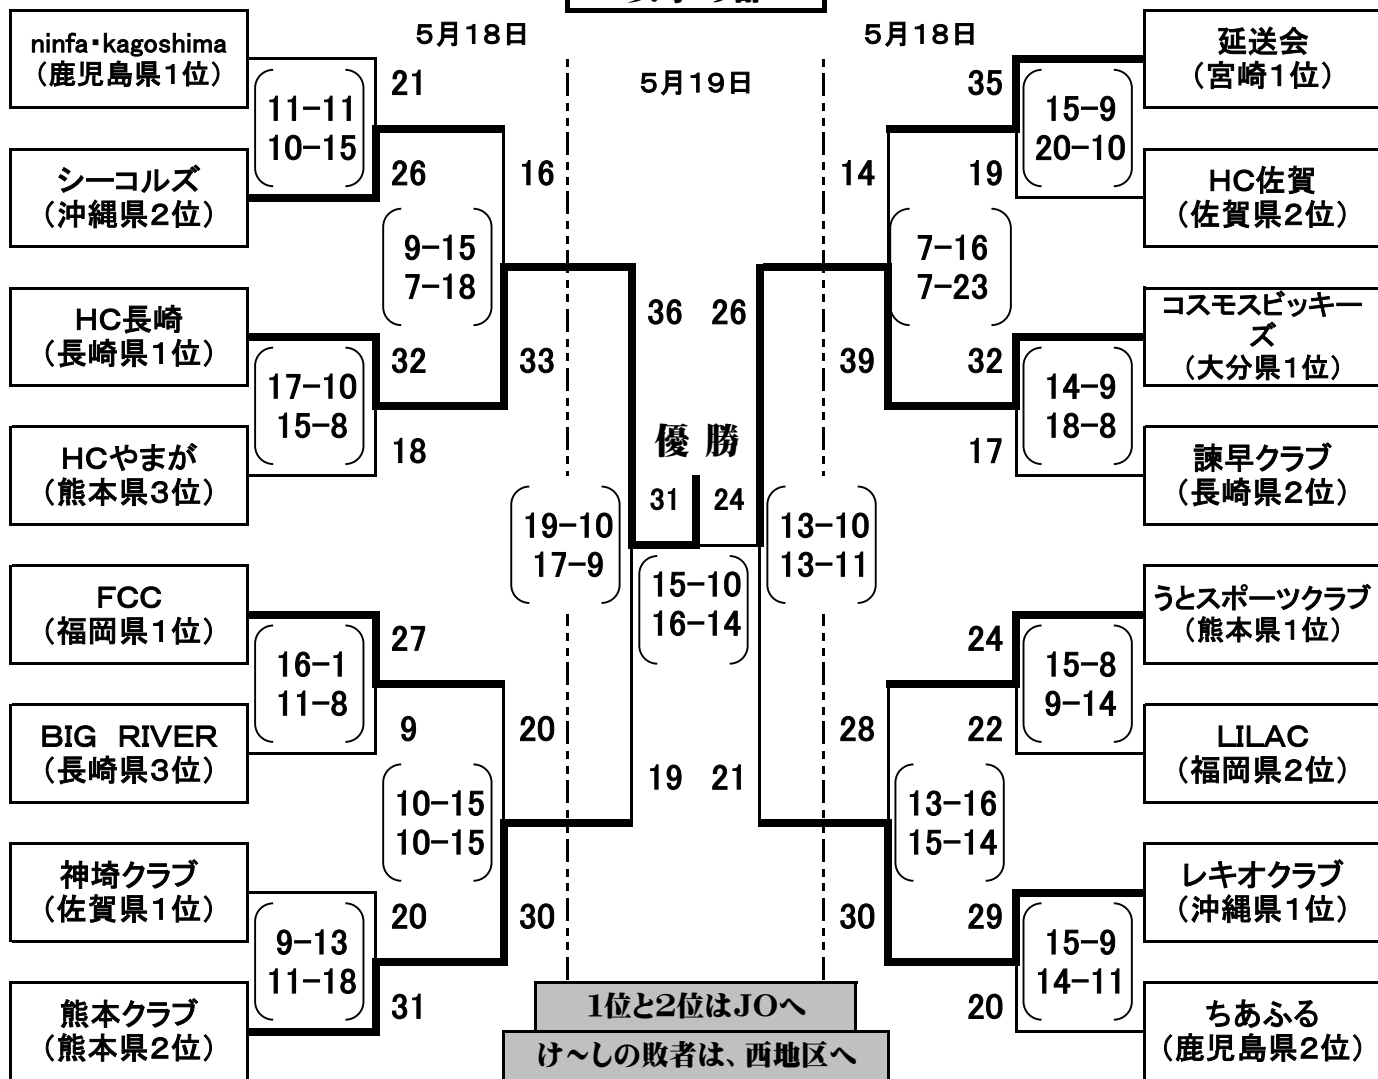 5月18日
5月18日
5月19日
ninfa・kagoshima
（鹿児島県１位）
11−11
10−15
21
シーコルズ
（沖縄県２位）
26
9−15
7−18
16
HC長崎
（長崎県１位）
32
17−10
15−8
33
HCやまが
（熊本県３位）
18
19−10
17−9
FCC
（福岡県１位）
27
16−1
11−8
BIG　RIVER
（長崎県３位）
9
20
10−15
10−15
神埼クラブ
（佐賀県１位）
20
9−13
11−18
30
熊本クラブ
（熊本県２位）
31
36 26
優 勝
31 24
15−10
16−14
19 21
延送会
（宮崎１位）
35
15−9
20−10
14
19
HC佐賀
（佐賀県２位）
7−16
7−23
コスモスビッキー
ズ
（大分県１位）
39
32
14−9
18−8
17
諫早クラブ
（長崎県２位）
13−10
13−11
うとスポーツクラブ
（熊本県１位）
24
15−8
9−14
28
22
LILAC
（福岡県２位）
13−16
15−14
レキオクラブ
（沖縄県１位）
30
29
15−9
14−11
20
ちあふる
（鹿児島県２位）
１位と２位はＪＯへ
け～しの敗者は、西地区へ